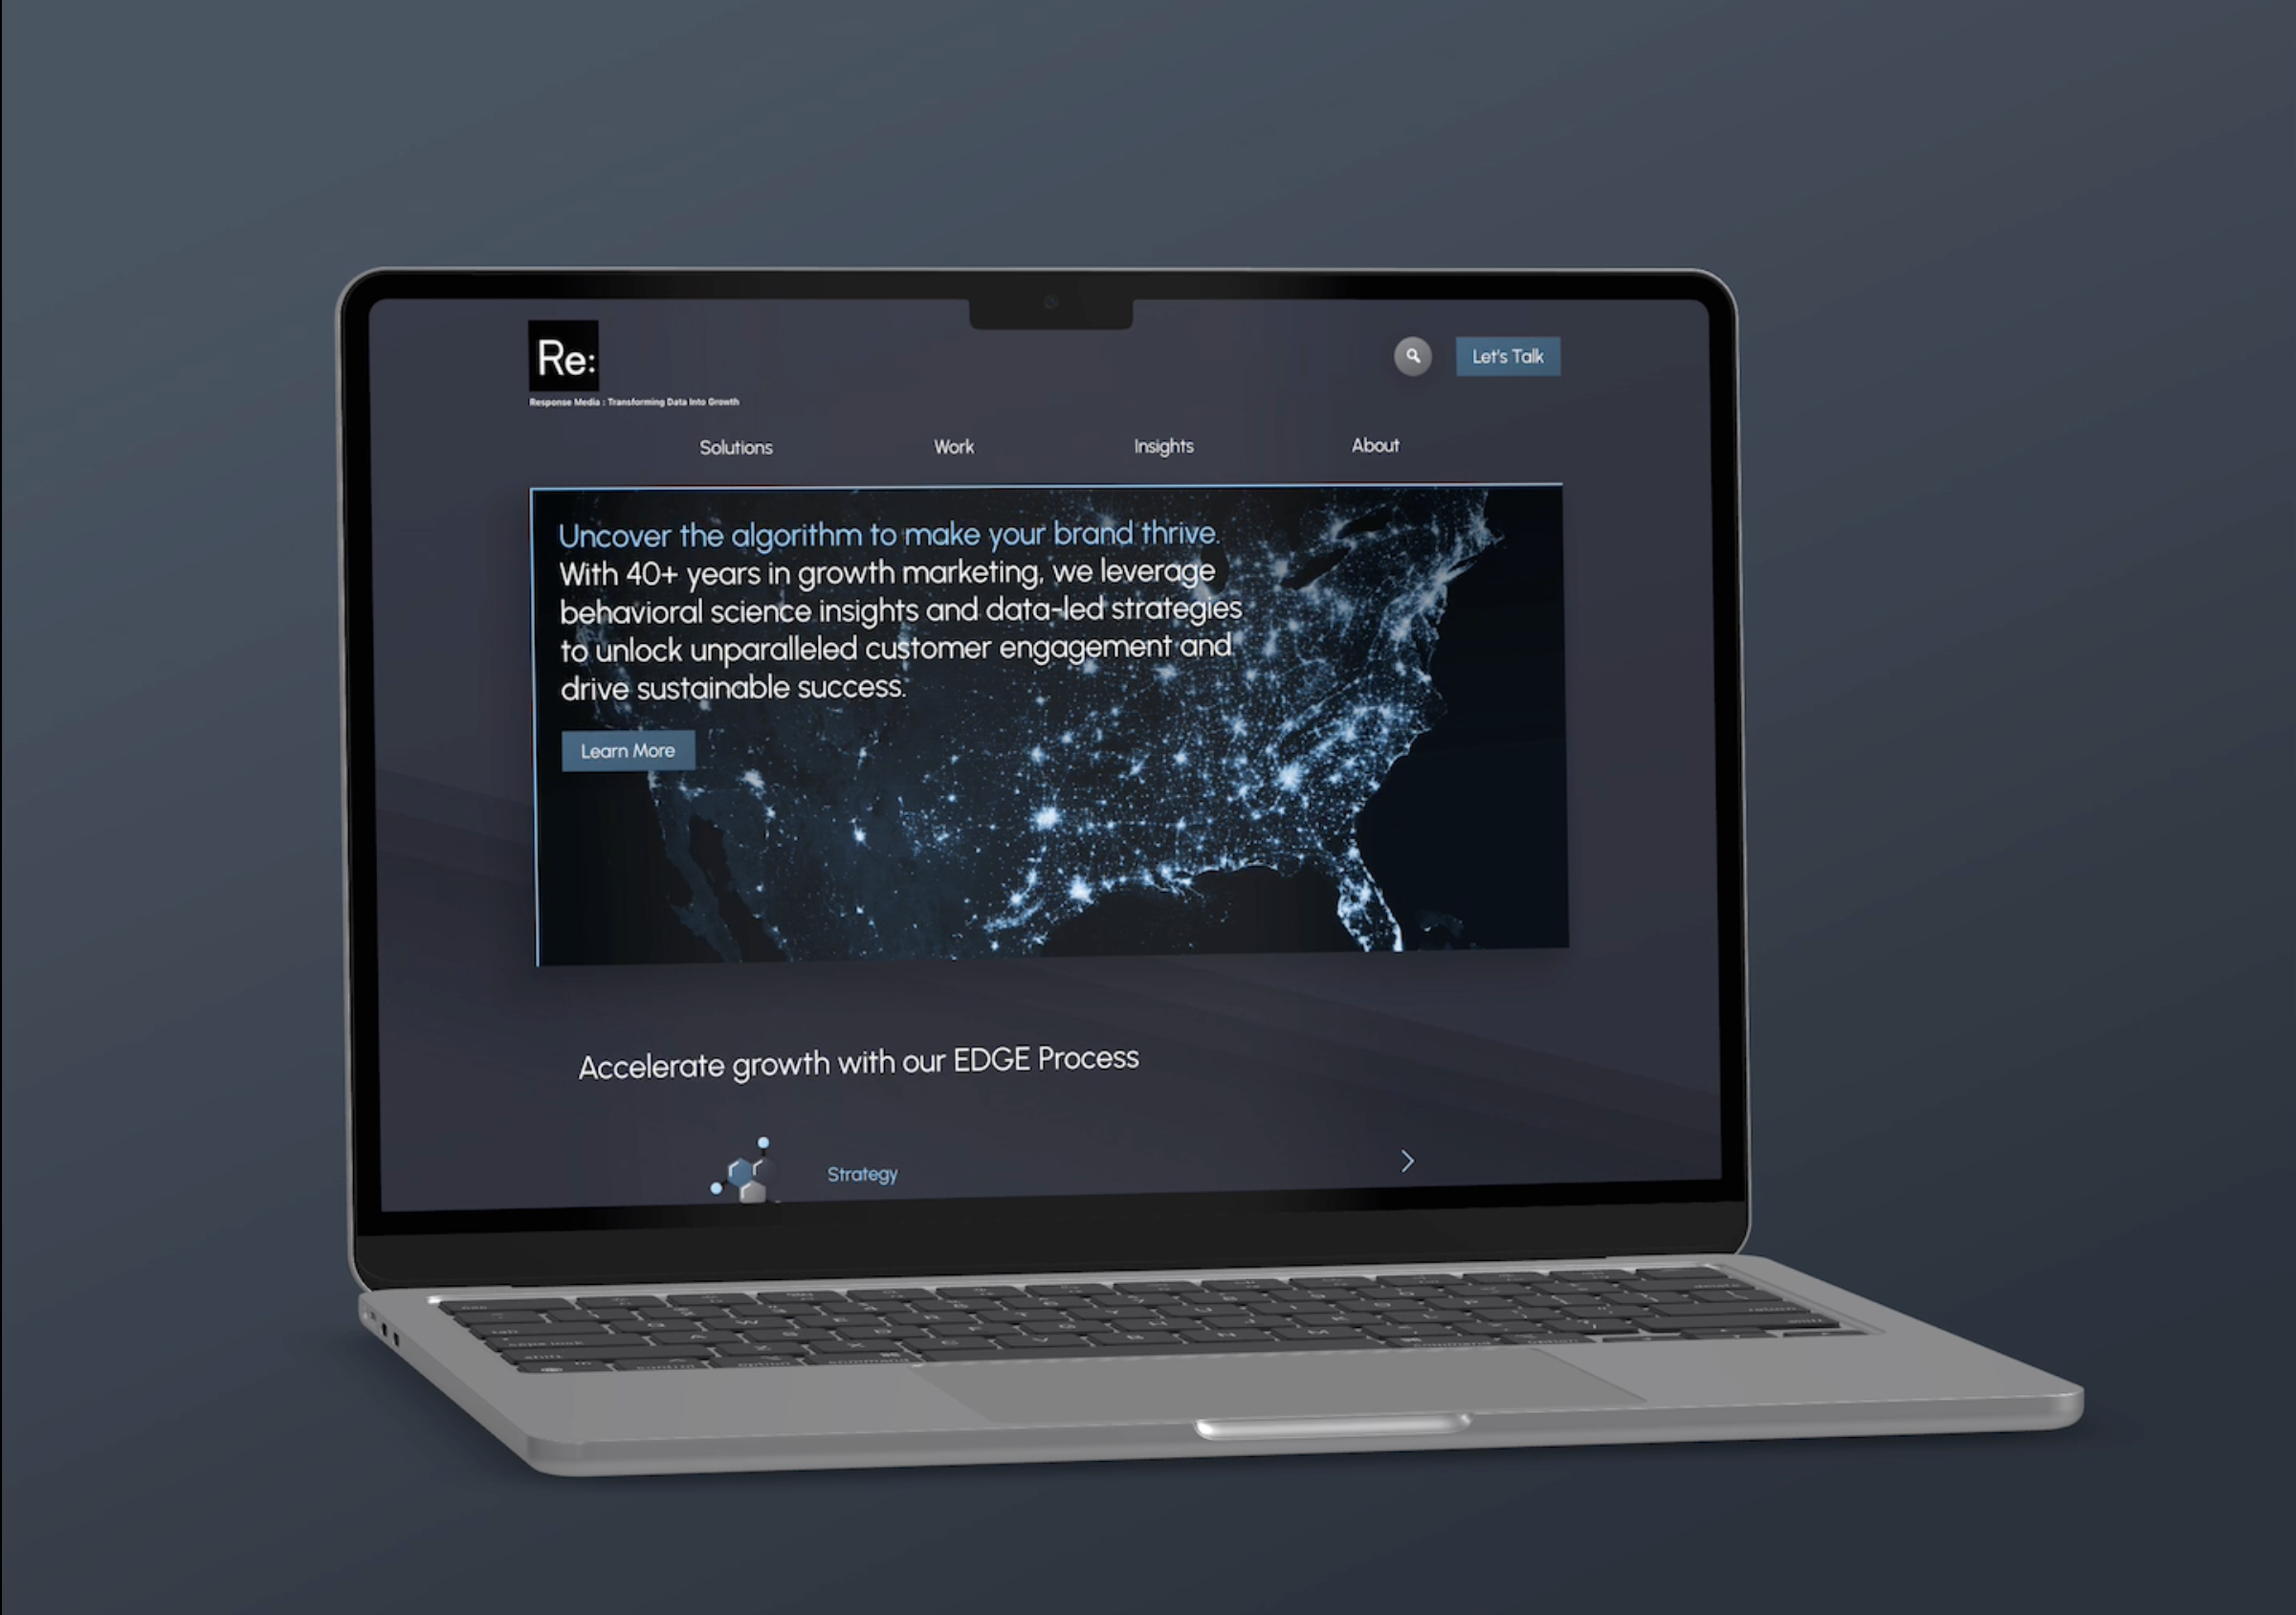 Re:
Response Media : Transforming Data Into Growth
Let's Talk
Solutions
Work
Insights
About
Uncover the algorithm to make your brand thrive.
With 40+ years in growth marketing, we leverage
behavioral science insights and data-led strategies
to unlock unparalleled customer engagement and
drive sustainable success.
Learn More
Accelerate growth with our EDGE Process
Strategy